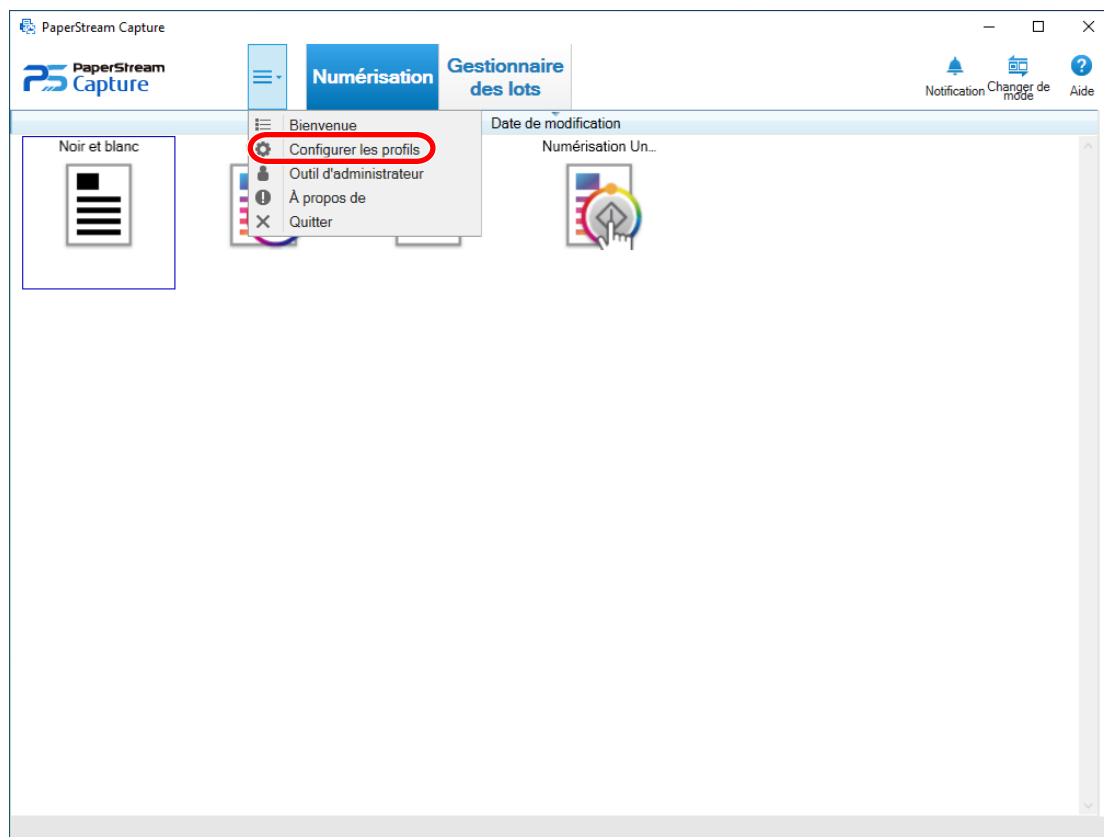 PaperStream Capture
PaperStream
Capture
Numérisation
Gestionnaire
des lots
Notification
Changer de
mode
Aide
Date de modification
Bienvenue
Configurer les profils
Outil d'administrateur
À propos de
Quitter
Noir et blanc
Numérisation Un...